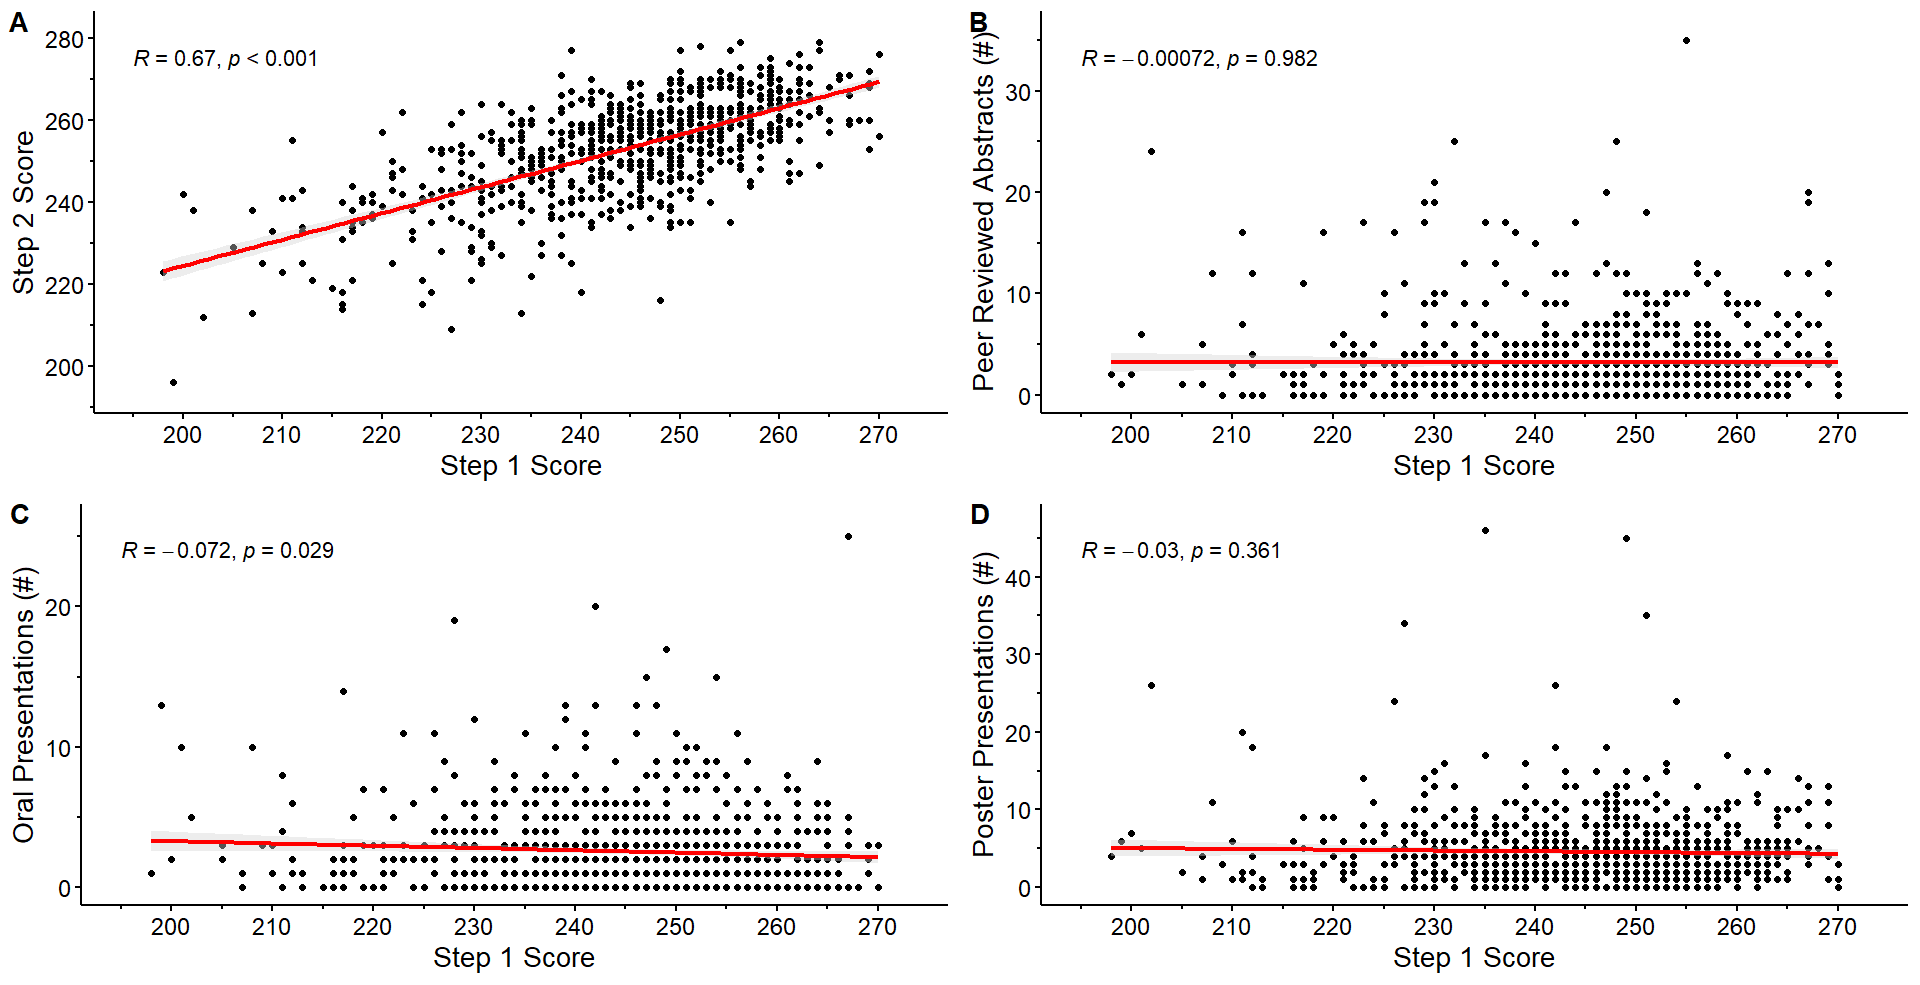 A
R = 0.67, p < 0.001
Step 2 Score
280
260
240
220
200
200 210 220 230 240 250 260 270
Step 1 Score
B
R = −0.00072, p = 0.982
Peer Reviewed Abstracts (#)
30
20
10
0
200 210 220 230 240 250 260 270
Step 1 Score
C
R = −0.072, p = 0.029
Oral Presentations (#)
20
10
0
200 210 220 230 240 250 260 270
Step 1 Score
D
R = −0.03, p = 0.361
Poster Presentations (#)
40
30
20
10
0
200 210 220 230 240 250 260 270
Step 1 Score